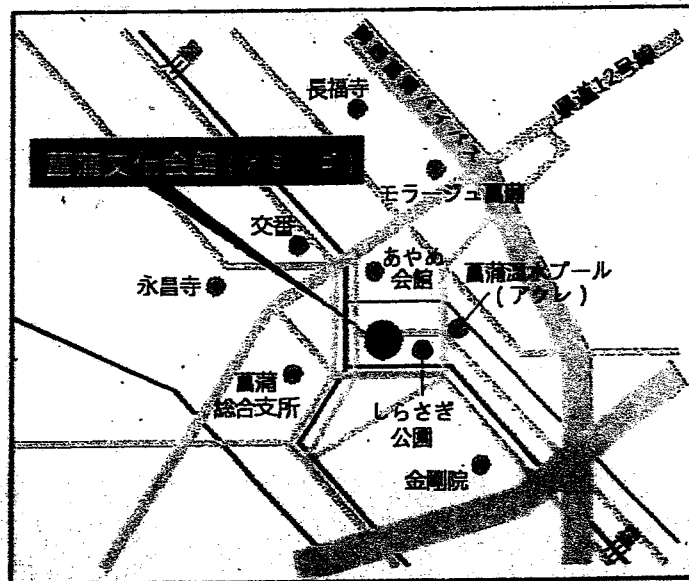 長福寺
県道12号線
モラージュ菖蒲
菖蒲文化会館
交番
あやめ
会館
菖蒲温水プール
(アクレ)
永昌寺
菖蒲
総合支所
しらさぎ
公園
金剛院